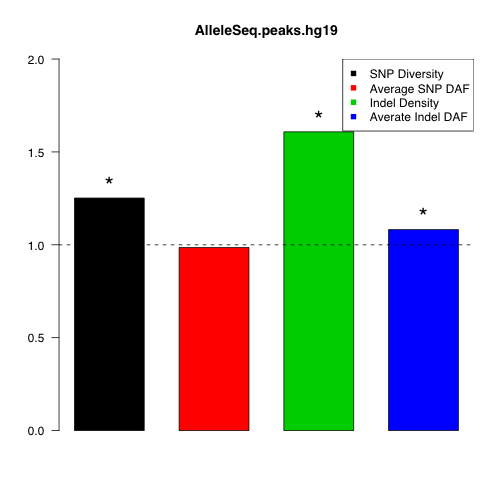 AlleleSeq.peaks.hg19
2.0
1.5
1.0
0.5
0.0
*
*
*
SNP Diversity
Average SNP DAF
Indel Density
Averate Indel DAF